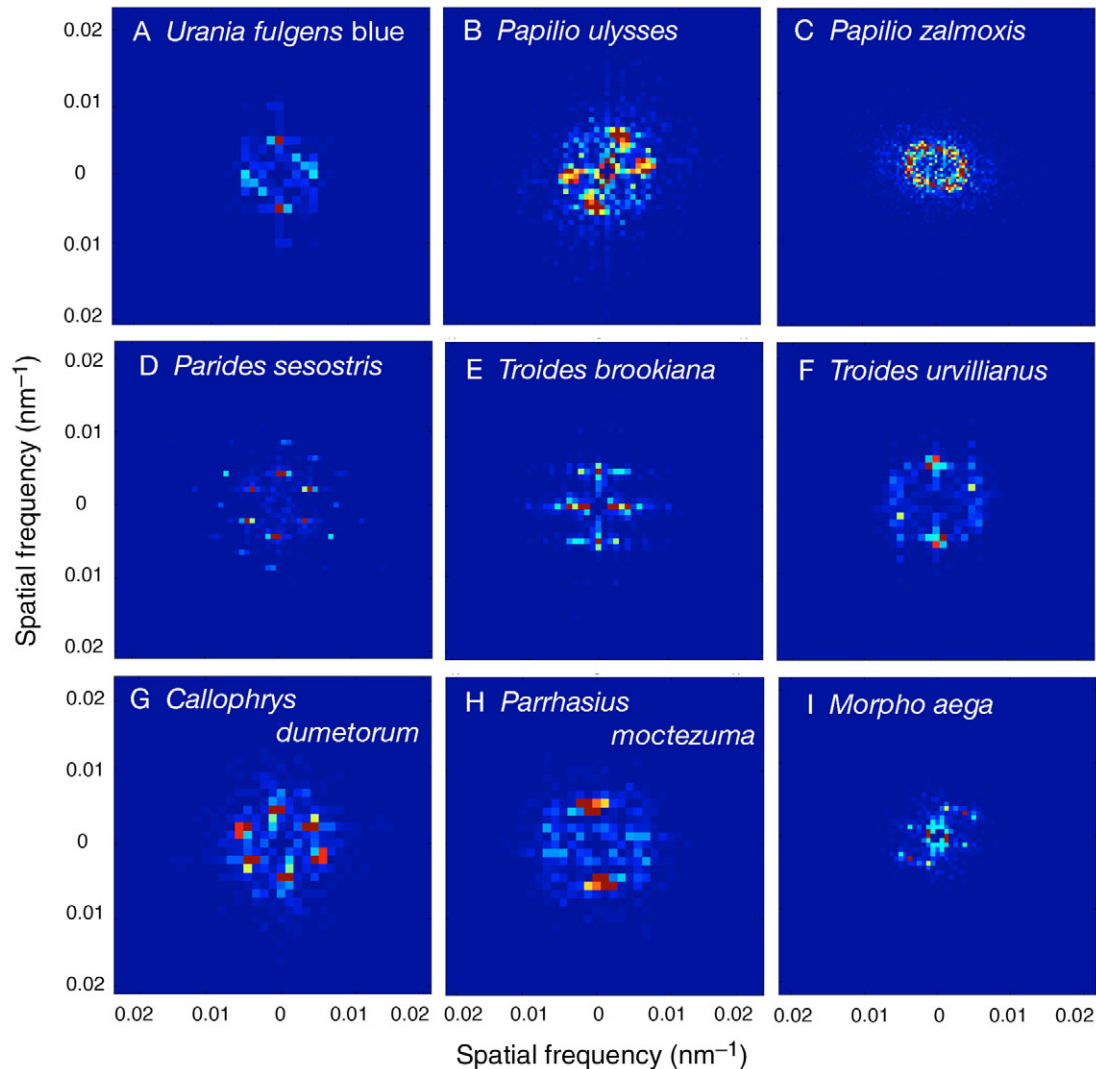 A Urania fulgens blue
B Papilio ulysses
C Papilio zalmoxis
0.02
0.01
0
0.01
0.02
D Parides sesostris
E Troides brookiana
F Troides urvillianus
0.02
0.01
0
0.01
0.02
G Callophrys
dumetorum
H Parrhasius
moctezuma
I Morpho aega
0.02
0.01
0
0.01
0.02
0.02 0.01 0 0.01 0.02
0.02 0.01 0 0.01 0.02
0.02 0.01 0 0.01 0.02
Spatial frequency (nm–1)
Spatial frequency (nm–1)